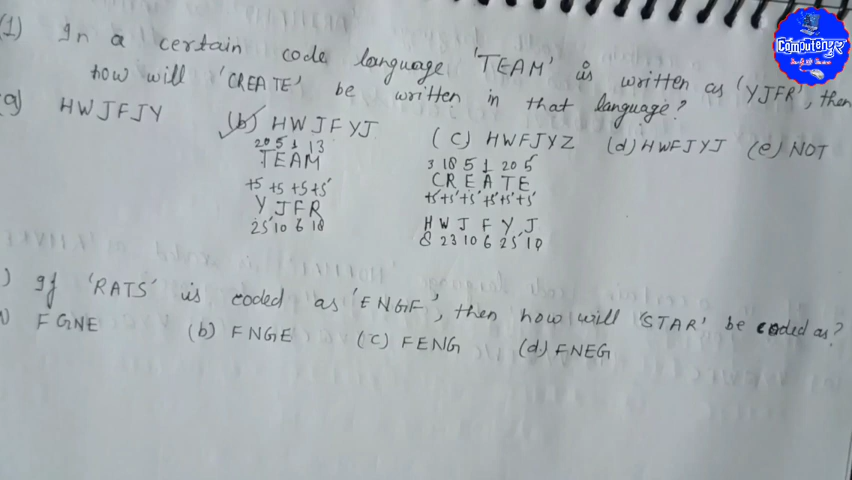 (1) In a certain code language 'TEAM' is written as 'YJFR', then
how will 'CREATE' be written in that language?
(a) HWJFJY (b) HWJFYJ (c) HWFJYZ (d) HWFJYJ (e) NOT
20 5 1 13
TEAM
+5 +5 +5 +5
YJFR
25 10 6 18
3 18 5 1 20 5
CREATE
+5 +5 +5 +5 +5 +5
HWJFYJ
8 23 10 6 25 10
) If 'RATS' is coded as 'ENGF', then how will 'STAR' be coded as?
) FGNE (b) FNGE (c) FENG (d) FNEG
Computengg